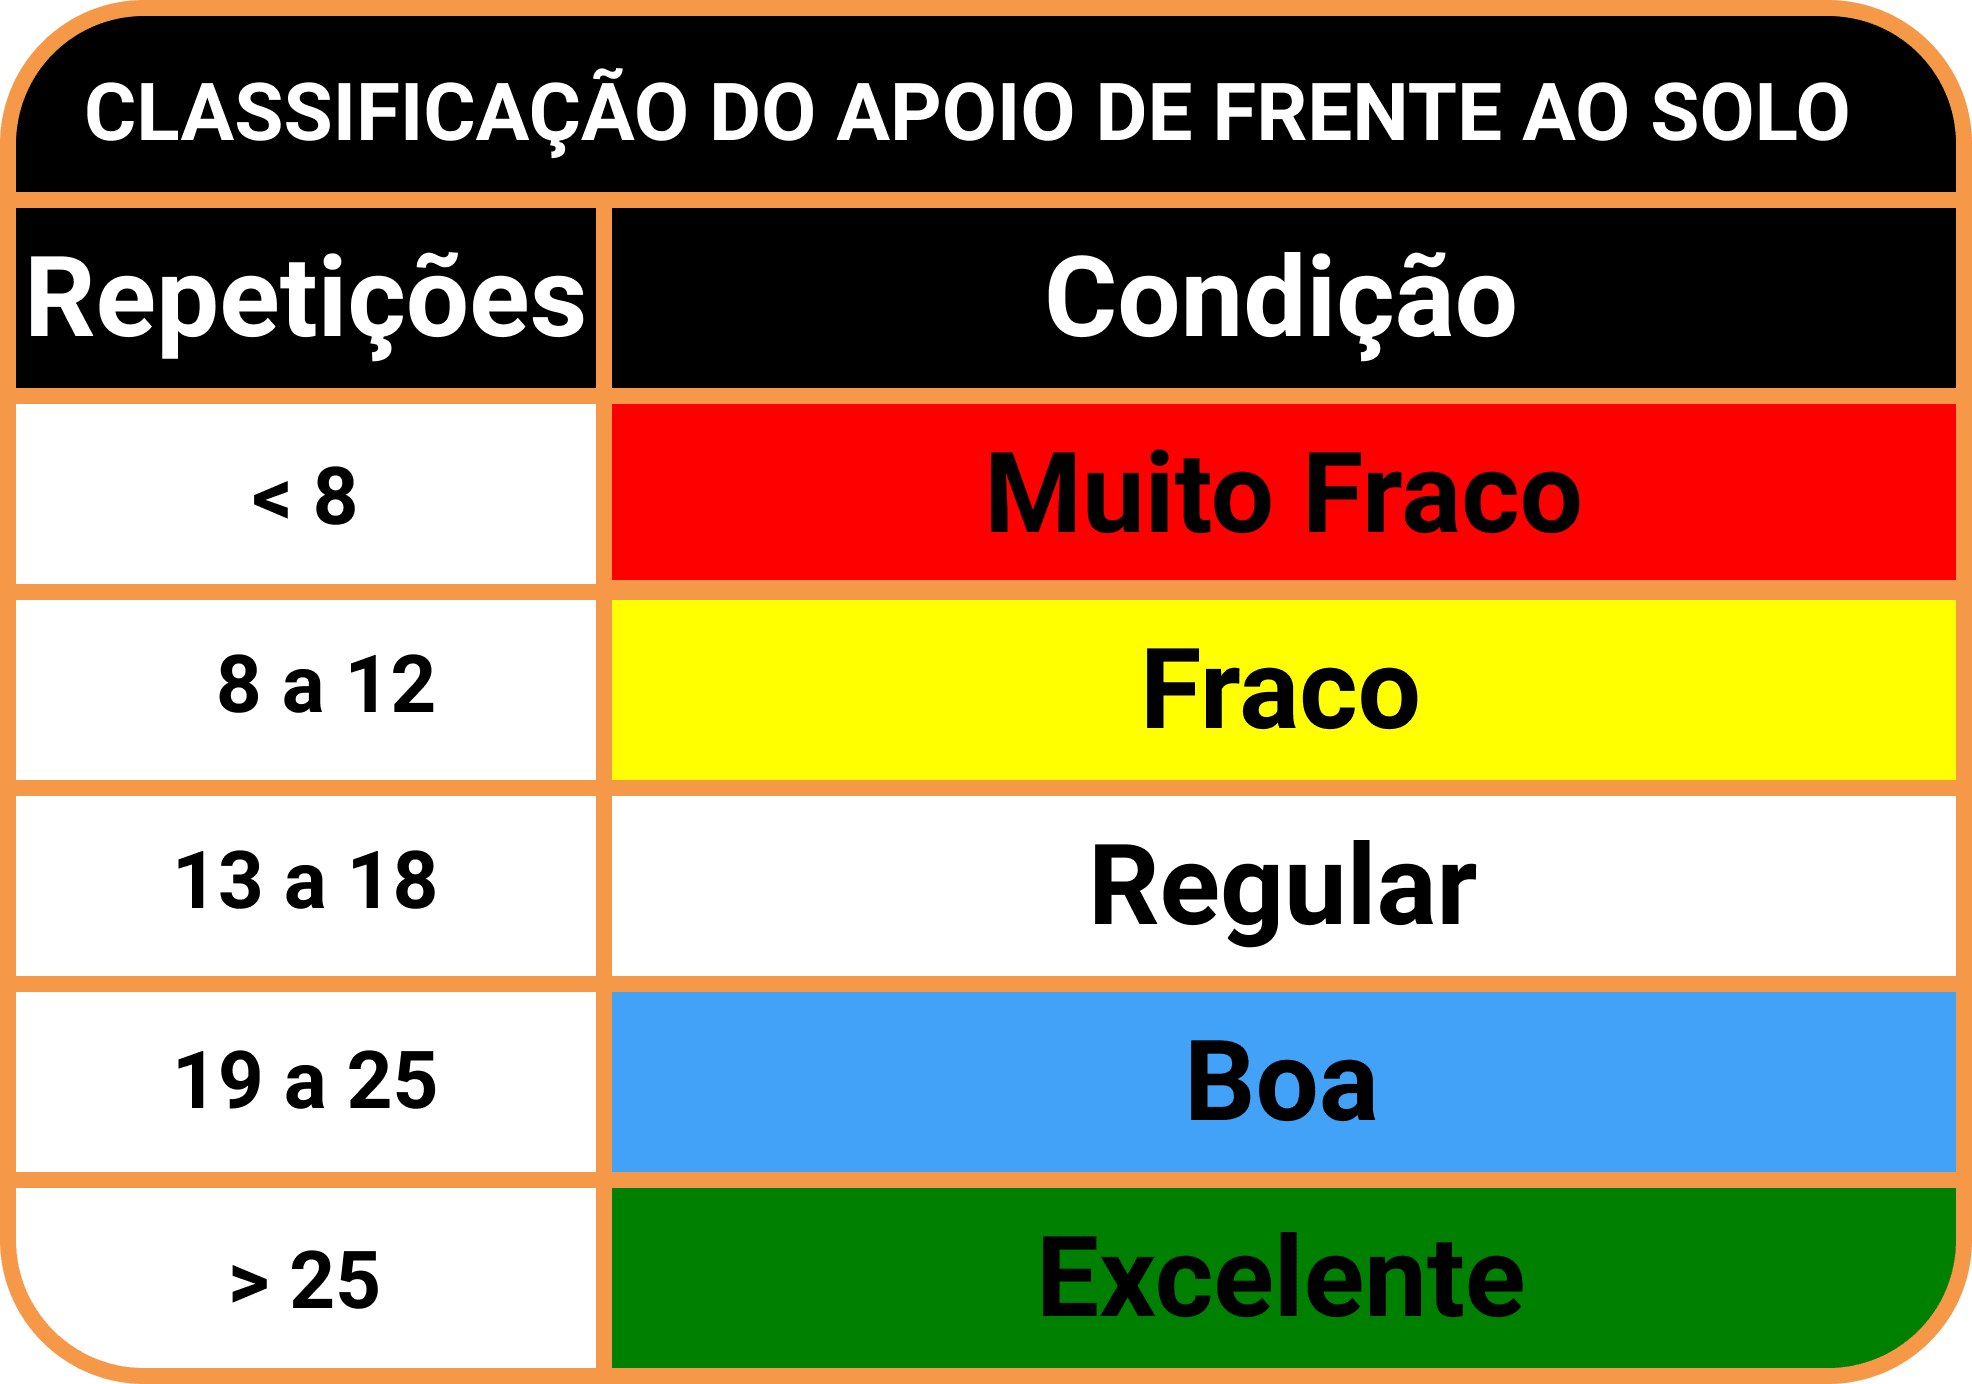 CLASSIFICAÇÃO DO APOIO DE FRENTE AO SOLO
Repetições Condição
< 8 Muito Fraco
8 a 12 Fraco
13 a 18 Regular
19 a 25 Boa
> 25 Excelente